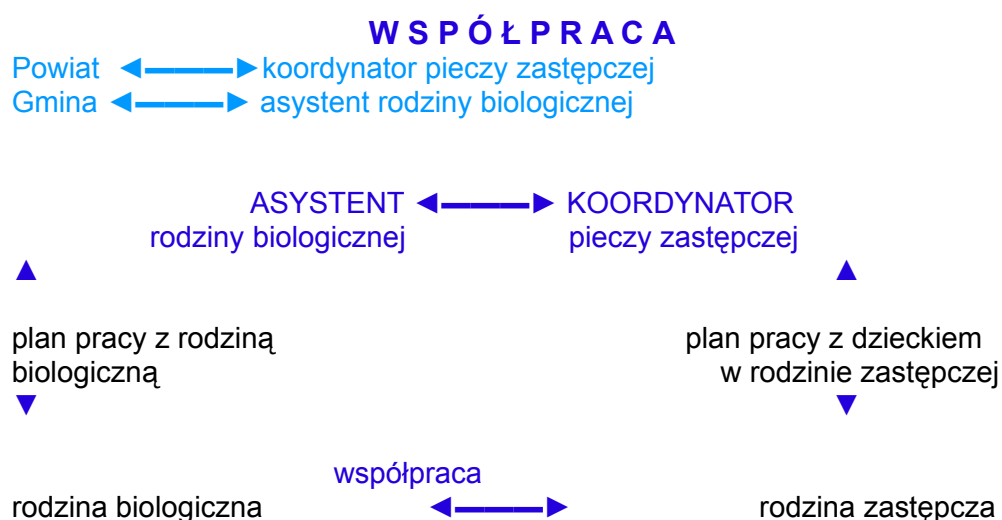 W S P Ó Ł P R A C A
Powiat ◄▬▬▬► koordynator pieczy zastępczej
Gmina ◄▬▬▬► asystent rodziny biologicznej
ASYSTENT ◄▬▬▬► KOORDYNATOR
rodziny biologicznej pieczy zastępczej
▲ ▲
plan pracy z rodziną plan pracy z dzieckiem
biologiczną w rodzinie zastępczej
▼ ▼
współpraca
rodzina biologiczna ◄▬▬▬► rodzina zastępcza